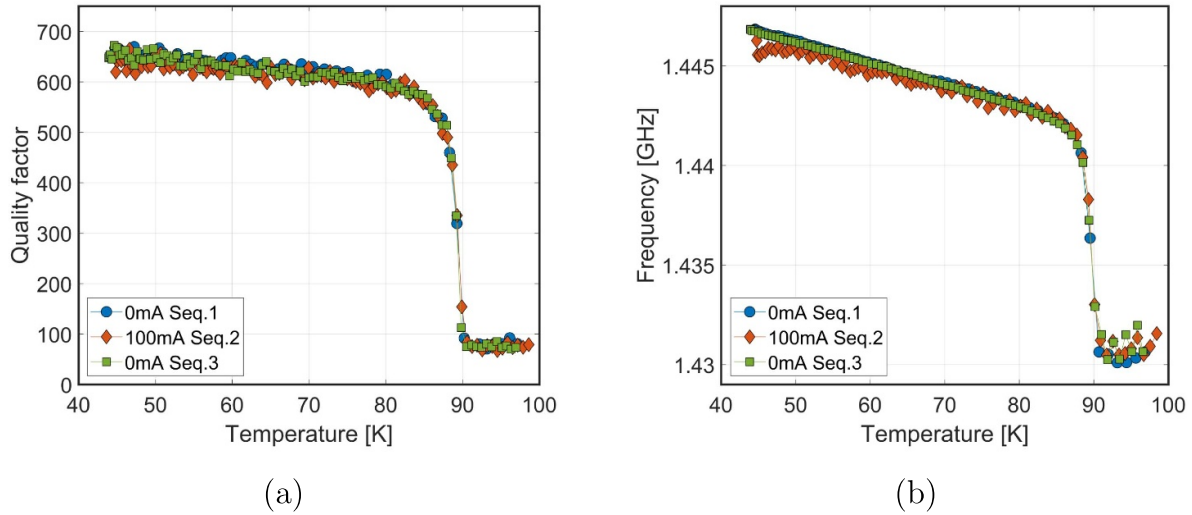 700
600
500
400
300
200
100
0
Quality factor
0mA Seq.1
100mA Seq.2
0mA Seq.3
40 50 60 70 80 90 100
Temperature [K]
(a)
1.445
1.44
1.435
1.43
Frequency [GHz]
0mA Seq.1
100mA Seq.2
0mA Seq.3
40 50 60 70 80 90 100
Temperature [K]
(b)